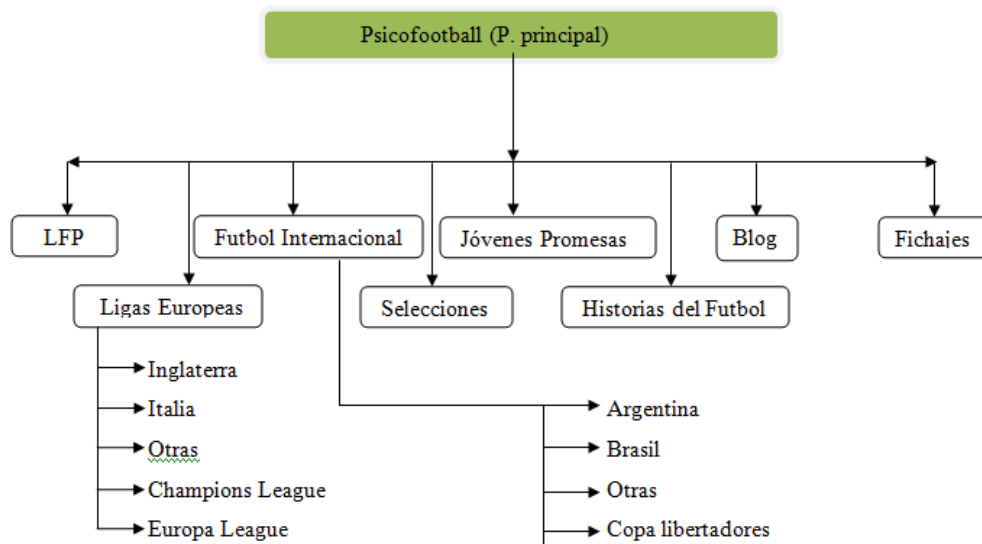 Psicofootball (P. principal)
LFP
Futbol Internacional
Jóvenes Promesas
Blog
Fichajes
Ligas Europeas
Selecciones
Historias del Futbol
Inglaterra
Italia
Otras
Champions League
Europa League
Argentina
Brasil
Otras
Copa libertadores